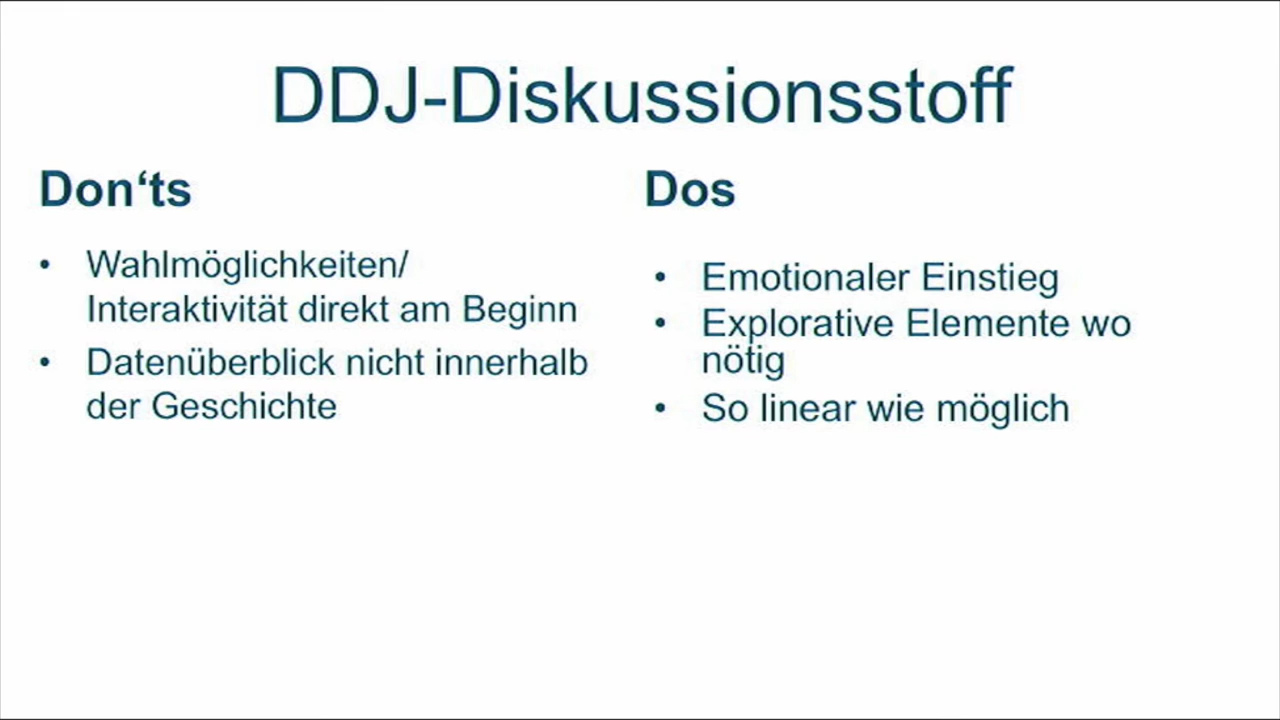 DDJ-Diskussionsstoff
Don‘ts
• Wahlmöglichkeiten/
Interaktivität direkt am Beginn
• Datenüberblick nicht innerhalb
der Geschichte
Dos
• Emotionaler Einstieg
• Explorative Elemente wo
nötig
• So linear wie möglich